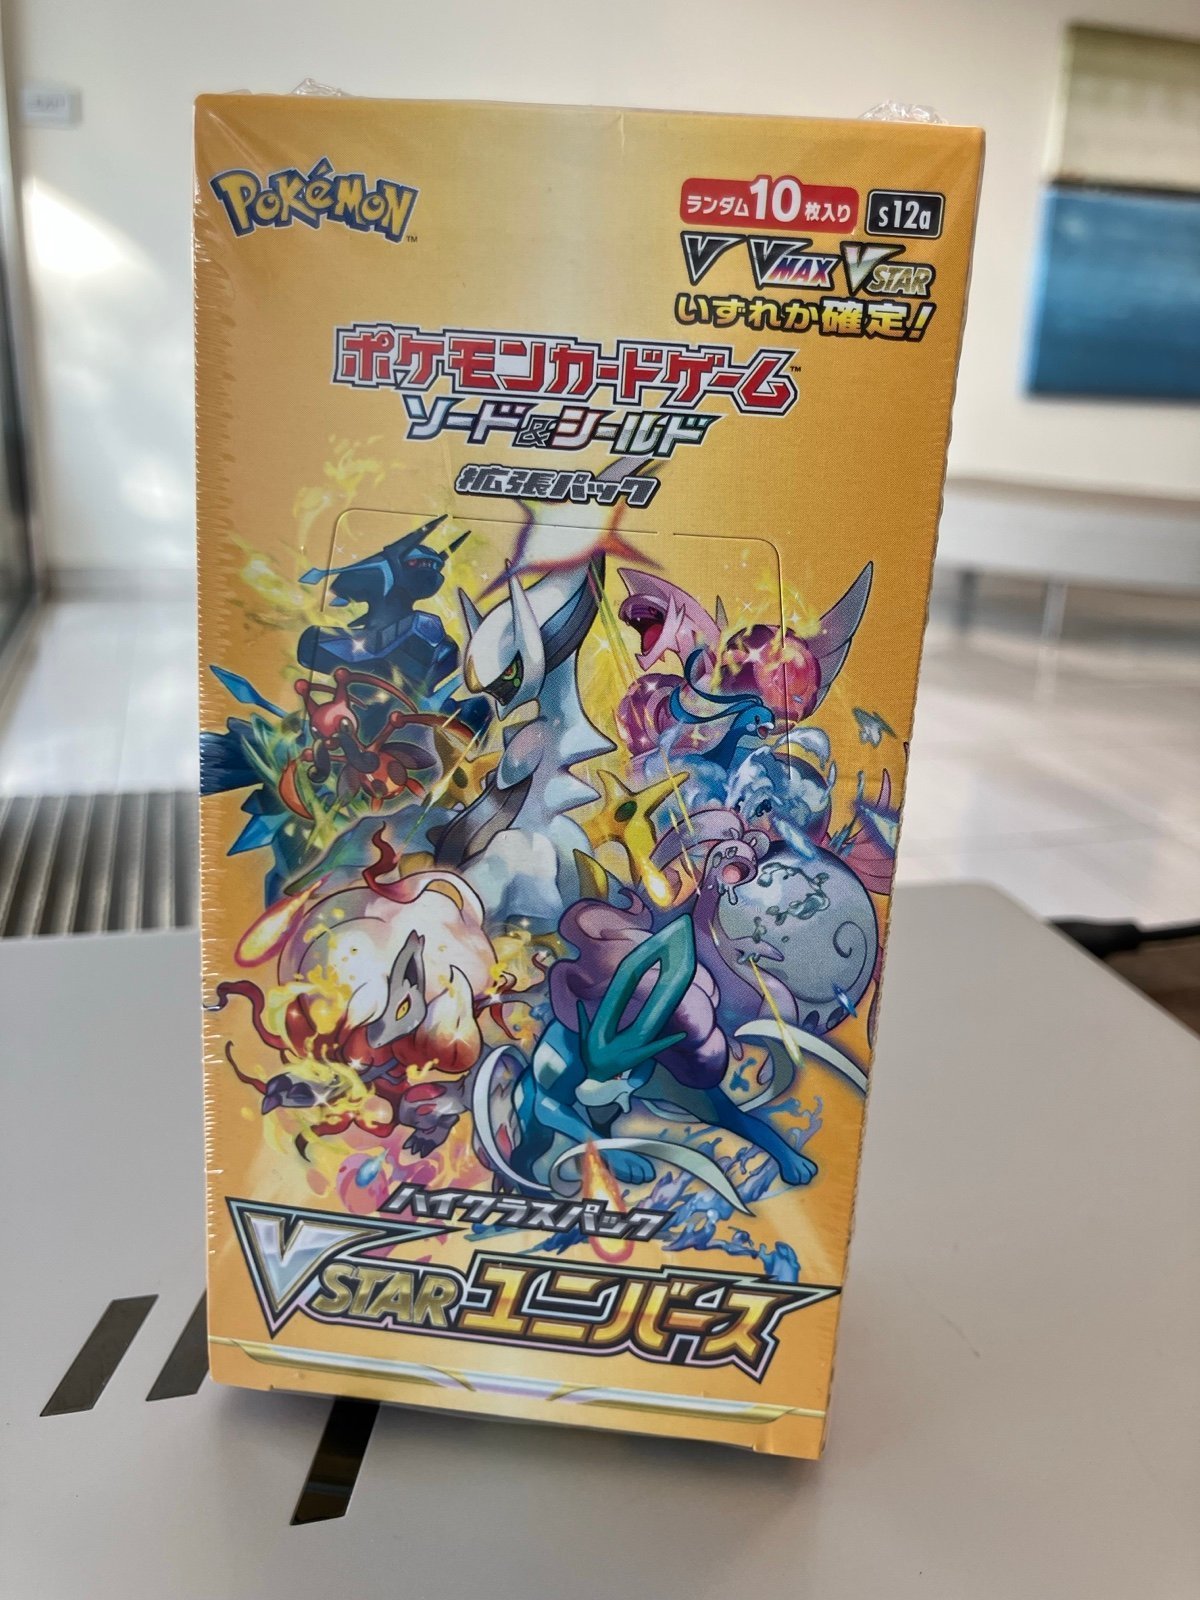 POKéMON
TM
ランダム10枚入り
s12a
V VMAX VSTAR
いずれか確定!
ポケモンカードゲーム
TM
ソード&シールド
拡張パック
ハイクラスパック
VSTARユニバース